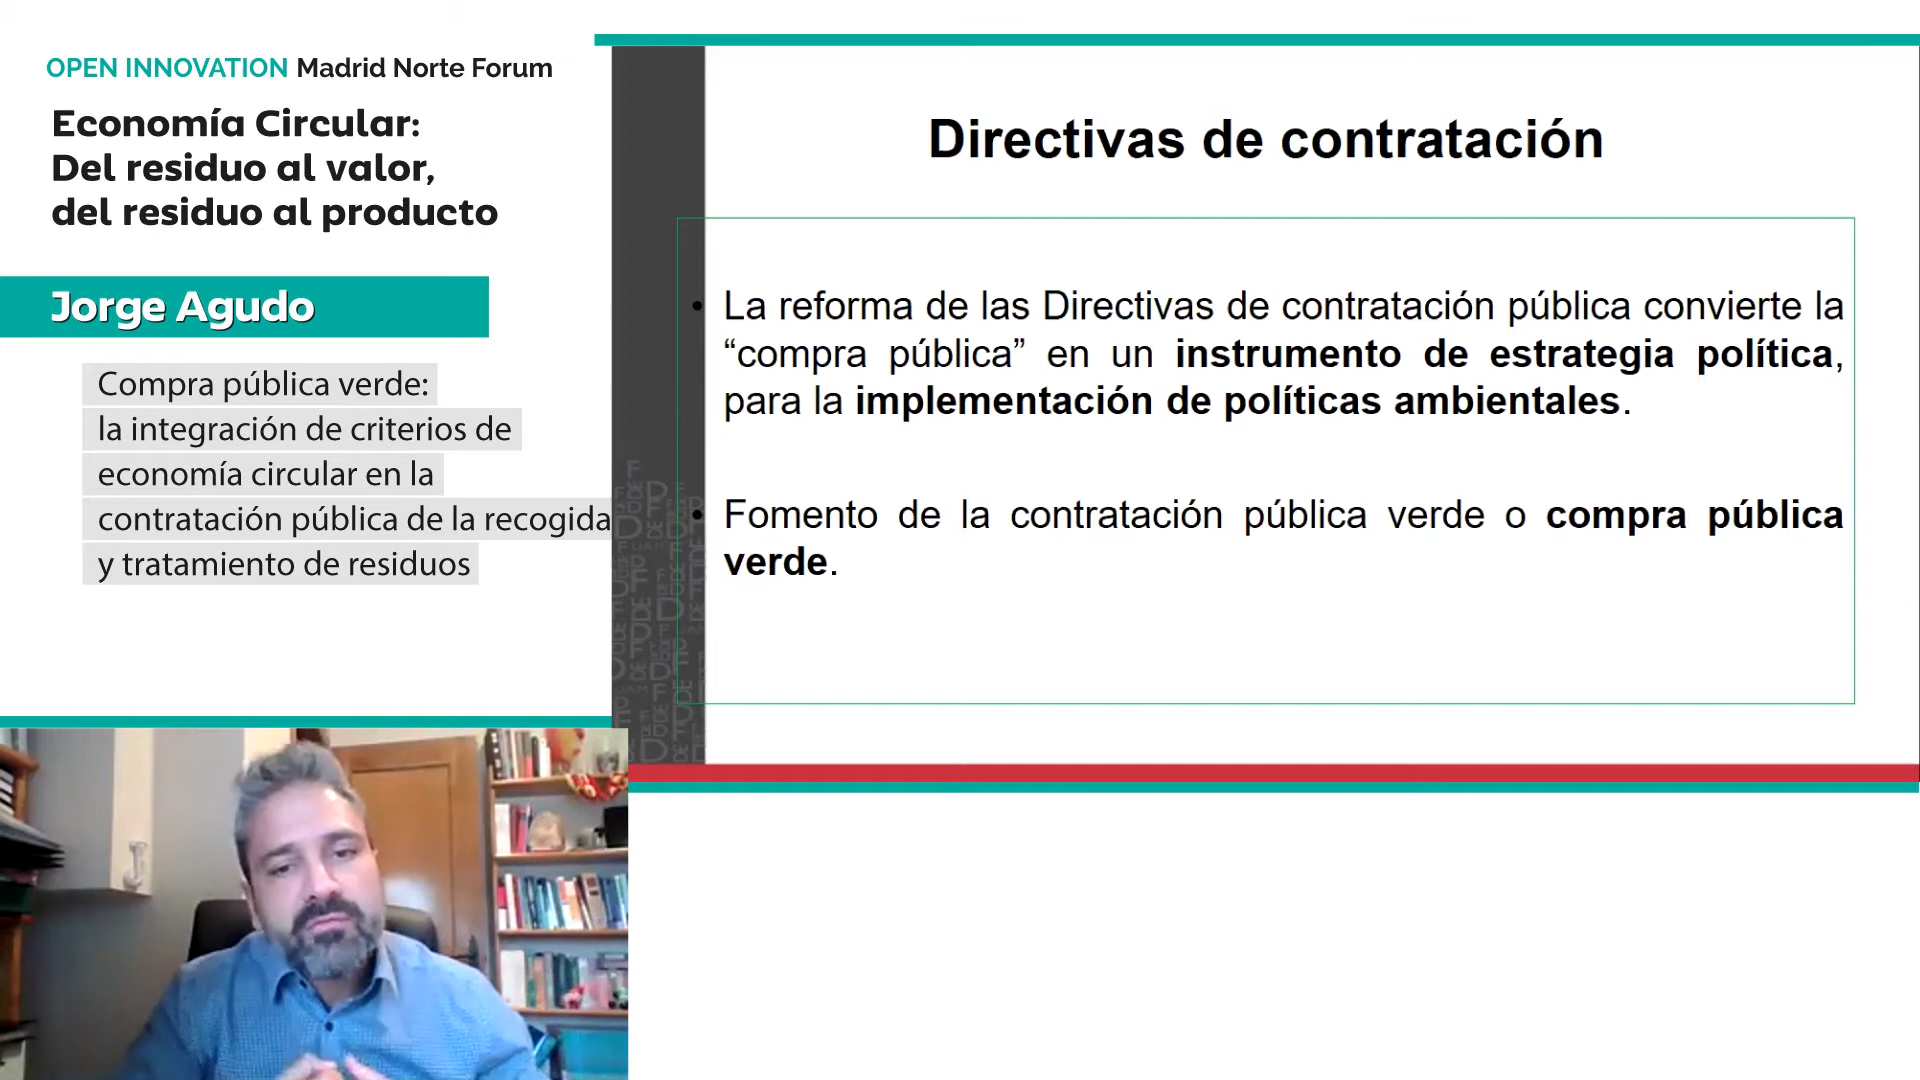 OPEN INNOVATION Madrid Norte Forum
Economía Circular:
Del residuo al valor,
del residuo al producto
Jorge Agudo
Compra pública verde:
la integración de criterios de
economía circular en la
contratación pública de la recogida
y tratamiento de residuos
Directivas de contratación
• La reforma de las Directivas de contratación pública convierte la
“compra pública” en un instrumento de estrategia política,
para la implementación de políticas ambientales.
• Fomento de la contratación pública verde o compra pública
verde.